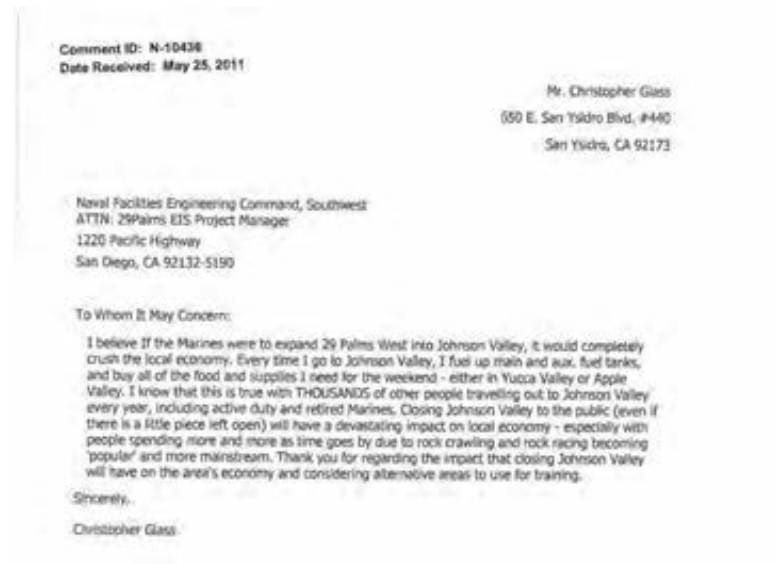 Comment ID: N-10436
Date Received: May 25, 2011
Mr. Christopher Glass
650 E. San Ysidro Blvd. #440
San Ysidro, CA 92173
Naval Facilities Engineering Command, Southwest
ATTN: 29Palms EIS Project Manager
1220 Pacific Highway
San Diego, CA 92132-5190
To Whom It May Concern:
I believe If the Marines were to expand 29 Palms West into Johnson Valley, it would completely
crush the local economy. Every time I go to Johnson Valley, I fuel up main and aux. fuel tanks,
and buy all of the food and supplies I need for the weekend - either in Yucca Valley or Apple
Valley. I know that this is true with THOUSANDS of other people travelling out to Johnson Valley
every year, including active duty and retired Marines. Closing Johnson Valley to the public (even if
there is a little piece left open) will have a devastating impact on local economy - especially with
people spending more and more as time goes by due to rock crawling and rock racing becoming
'popular' and more mainstream. Thank you for regarding the impact that closing Johnson Valley
will have on the area's economy and considering alternative areas to use for training.
Sincerely,
Christopher Glass